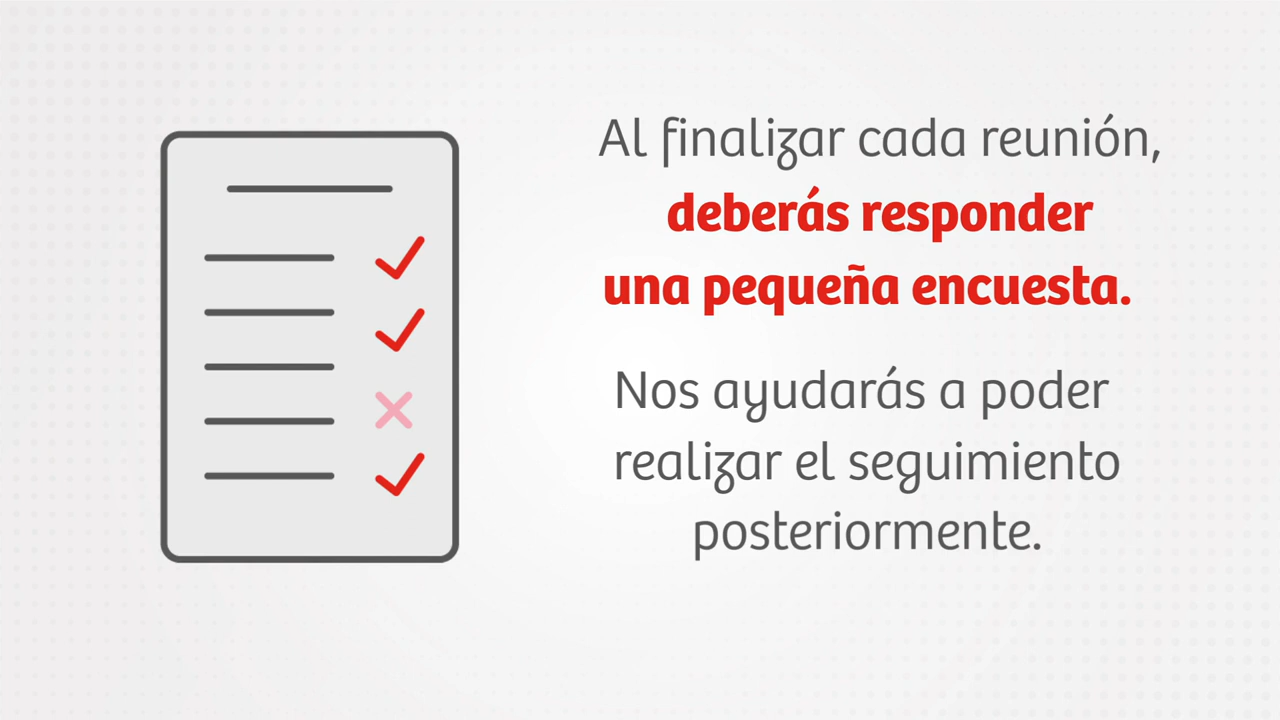 Al finalizar cada reunión,
deberás responder
una pequeña encuesta.
Nos ayudarás a poder
realizar el seguimiento
posteriormente.